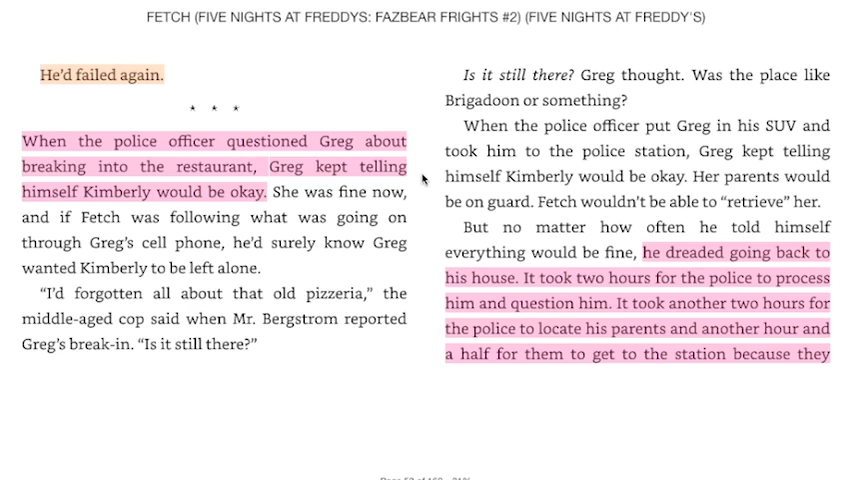 FETCH (FIVE NIGHTS AT FREDDYS: FAZBEAR FRIGHTS #2) (FIVE NIGHTS AT FREDDY'S)
He'd failed again.
* * *
When the police officer questioned Greg about
breaking into the restaurant, Greg kept telling
himself Kimberly would be okay. She was fine now,
and if Fetch was following what was going on
through Greg's cell phone, he'd surely know Greg
wanted Kimberly to be left alone.
“I'd forgotten all about that old pizzeria,” the
middle-aged cop said when Mr. Bergstrom reported
Greg's break-in. “Is it still there?”
Is it still there? Greg thought. Was the place like
Brigadoon or something?
When the police officer put Greg in his SUV and
took him to the police station, Greg kept telling
himself Kimberly would be okay. Her parents would
be on guard. Fetch wouldn't be able to “retrieve” her.
But no matter how often he told himself
everything would be fine, he dreaded going back to
his house. It took two hours for the police to process
him and question him. It took another two hours for
the police to locate his parents and another hour and
a half for them to get to the station because they